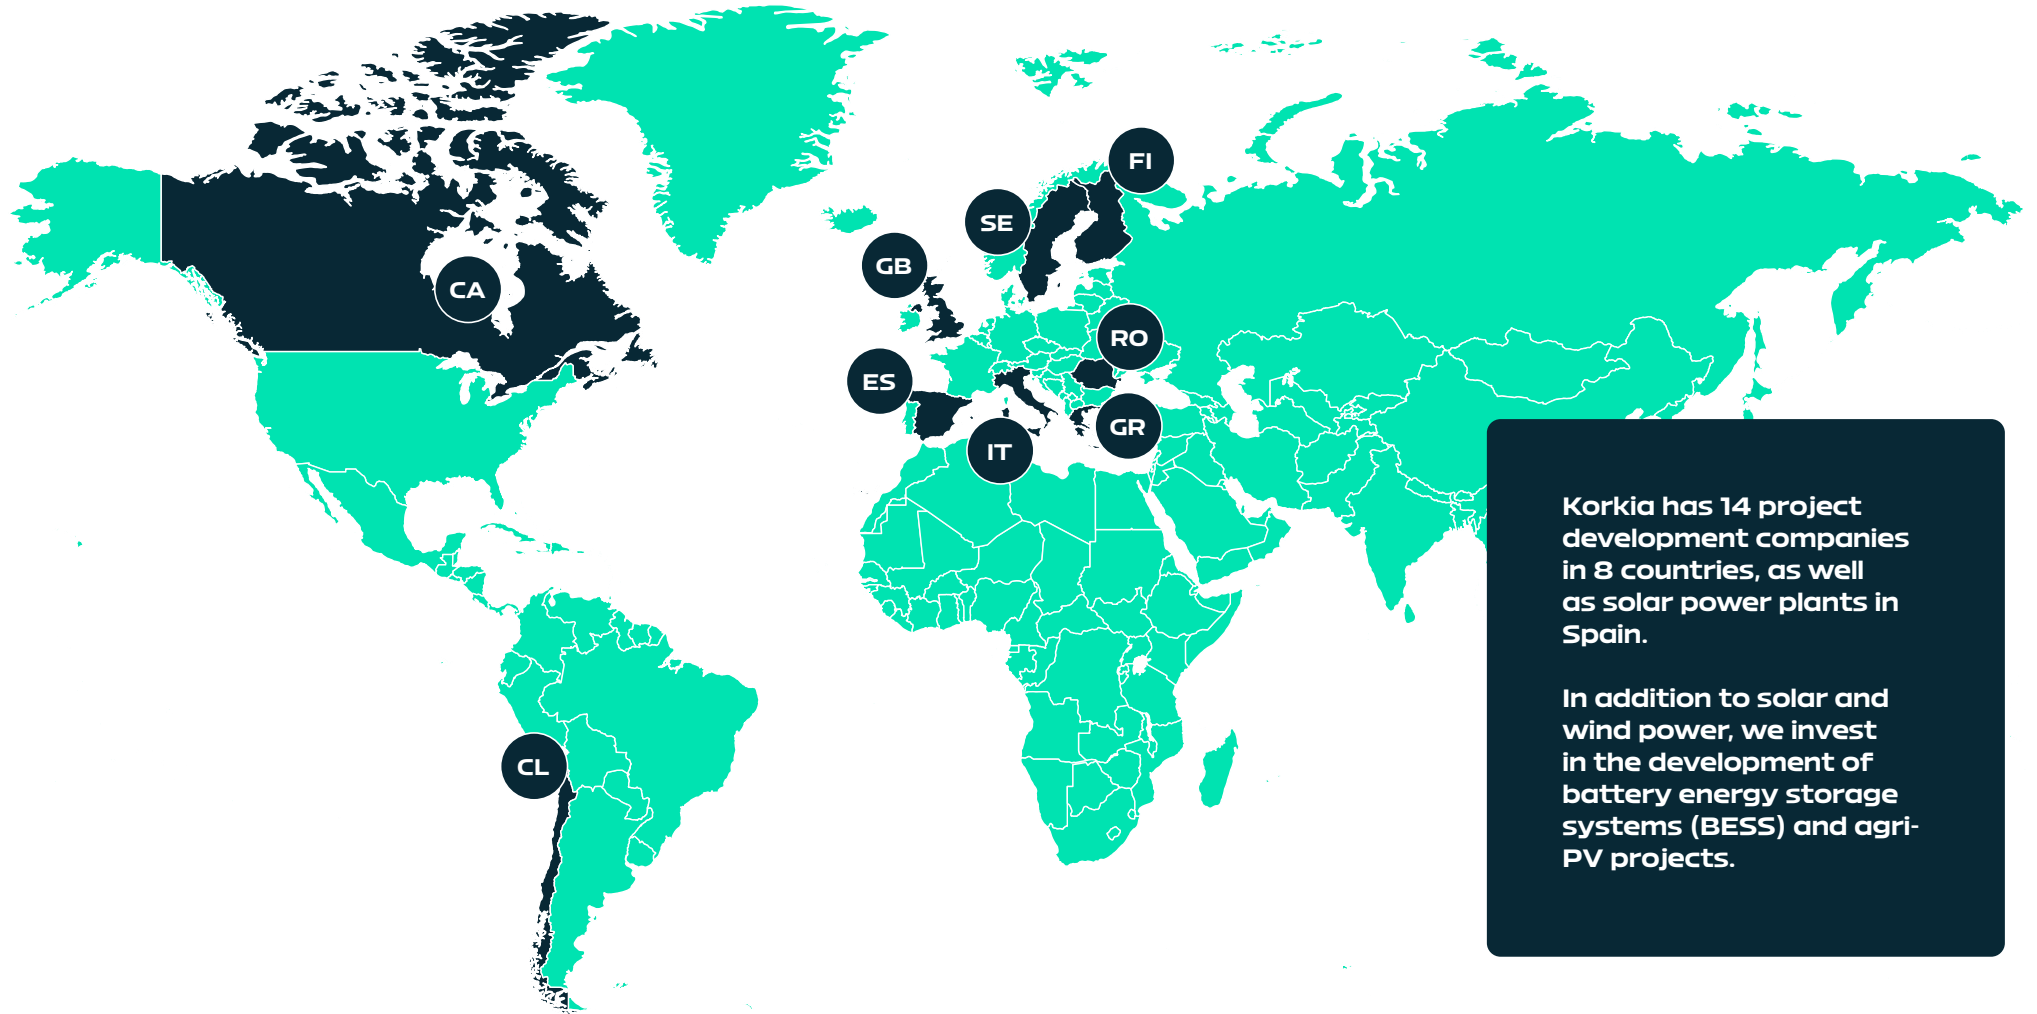 FI
SE
GB
CA
RO
ES
GR
IT
CL
Korkia has 14 project
development companies
in 8 countries, as well
as solar power plants in
Spain.
In addition to solar and
wind power, we invest
in the development of
battery energy storage
systems (BESS) and agri-
PV projects.